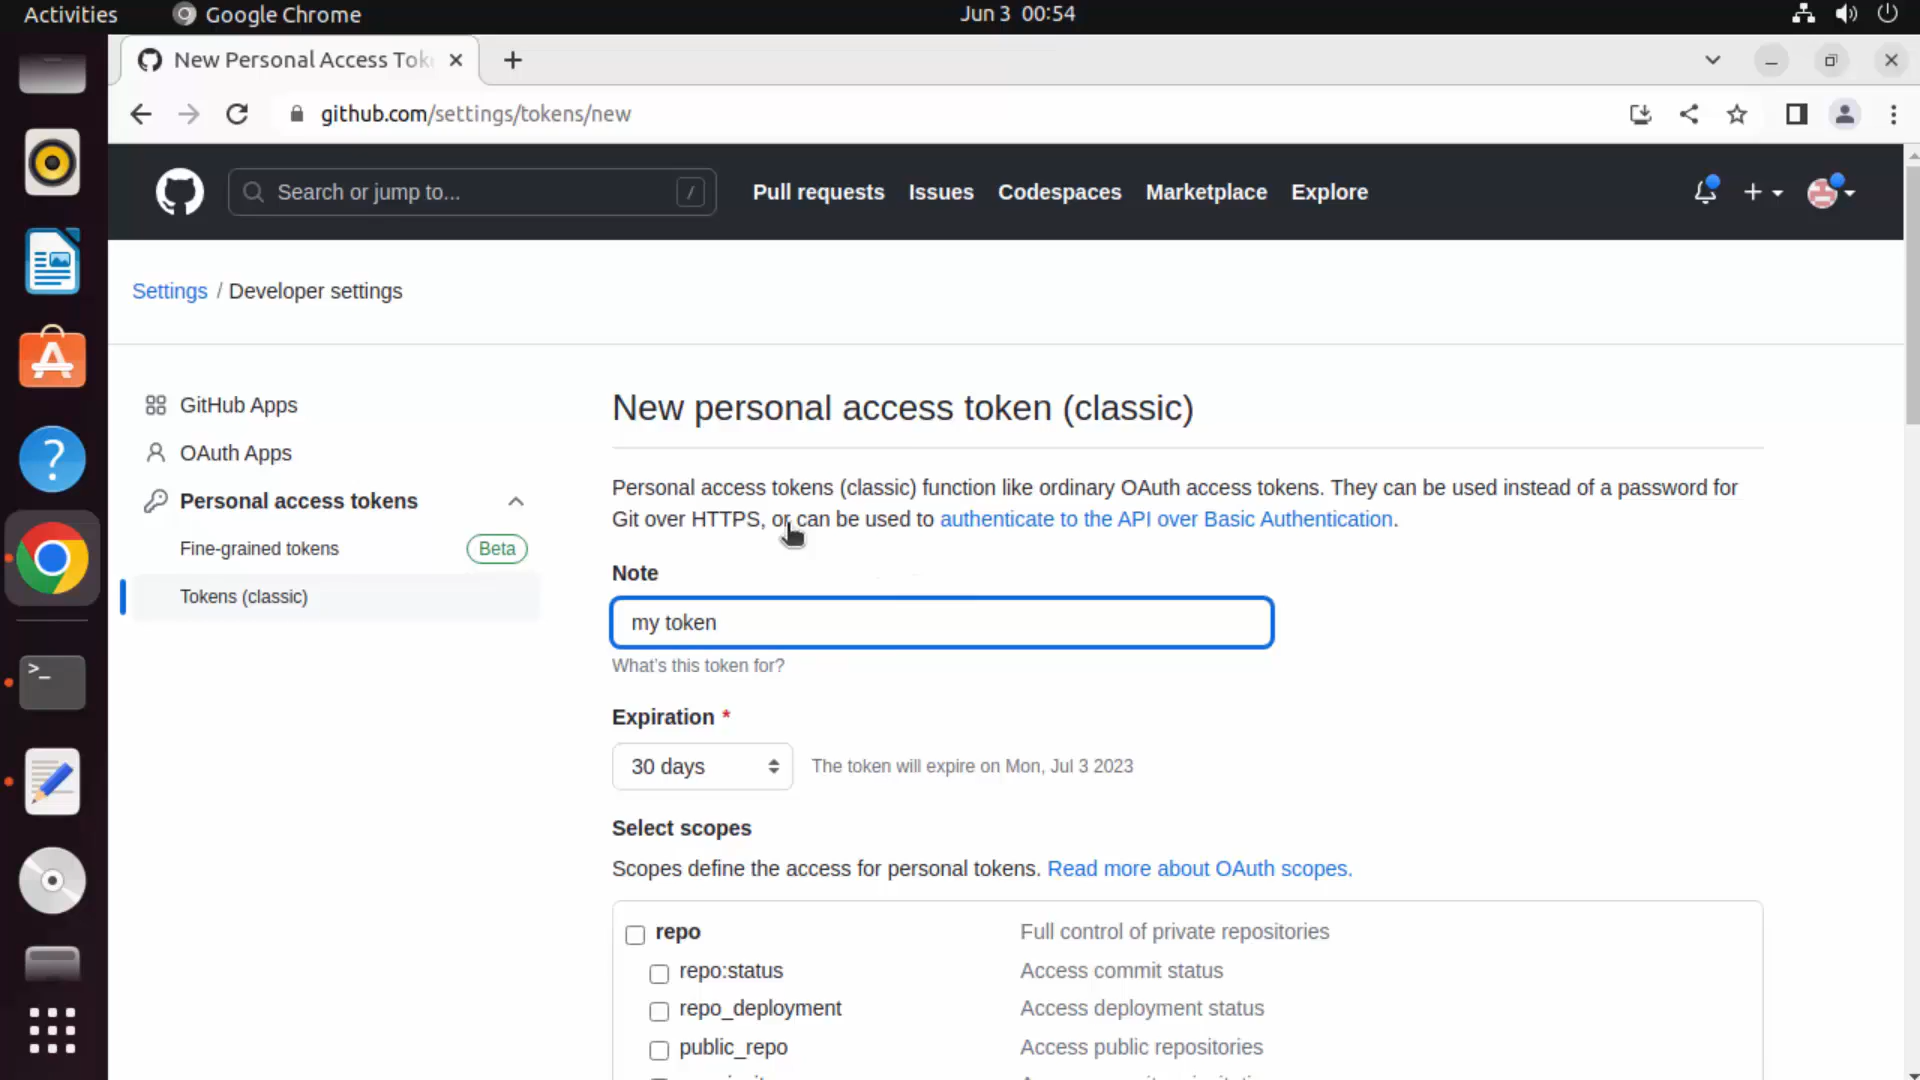 Activities Google Chrome Jun 3 00:54
New Personal Access Tok
github.com/settings/tokens/new
Search or jump to... / Pull requests Issues Codespaces Marketplace Explore
Settings / Developer settings
GitHub Apps
OAuth Apps
Personal access tokens
Fine-grained tokens Beta
Tokens (classic)
New personal access token (classic)
Personal access tokens (classic) function like ordinary OAuth access tokens. They can be used instead of a password for
Git over HTTPS, or can be used to authenticate to the API over Basic Authentication.
Note
my token
What's this token for?
Expiration *
30 days The token will expire on Mon, Jul 3 2023
Select scopes
Scopes define the access for personal tokens. Read more about OAuth scopes.
repo Full control of private repositories
repo:status Access commit status
repo_deployment Access deployment status
public_repo Access public repositories